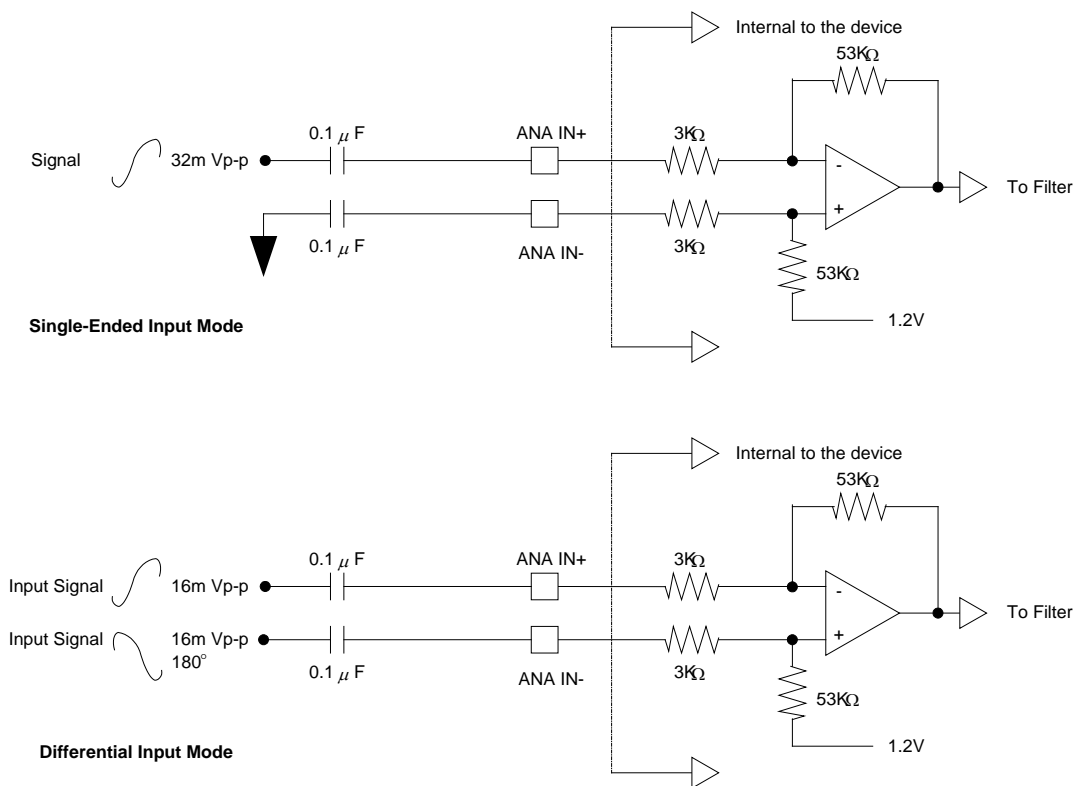 Internal to the device
53KΩ
0.1 μ F
ANA IN+
3KΩ
Signal
32m Vp-p
-
+
To Filter
0.1 μ F
ANA IN-
3KΩ
53KΩ
1.2V
Single-Ended Input Mode
Internal to the device
53KΩ
0.1 μ F
ANA IN+
3KΩ
Input Signal
16m Vp-p
-
To Filter
Input Signal
16m Vp-p
180°
+
0.1 μ F
ANA IN-
3KΩ
53KΩ
1.2V
Differential Input Mode